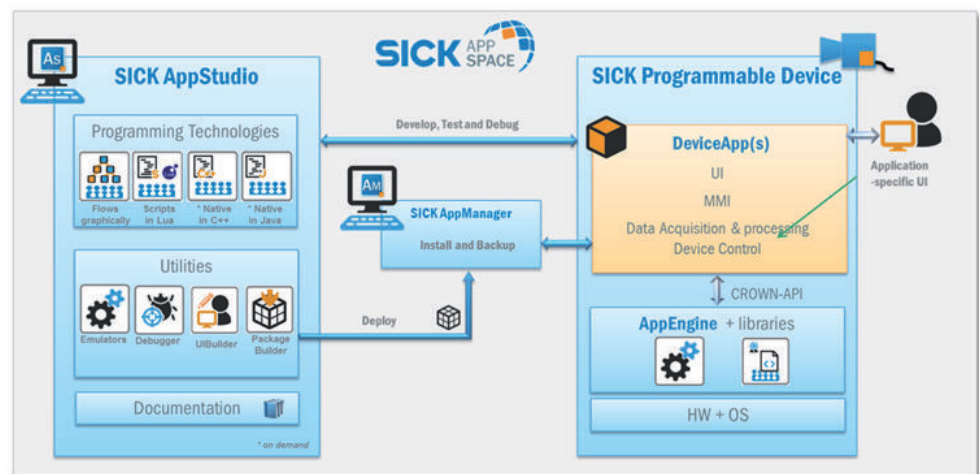 SICK APP SPACE
As
SICK AppStudio
Programming Technologies
Flows graphically
Scripts in Lua
* Native in C++
* Native in Java
Utilities
Emulators
Debugger
UIBuilder
Package Builder
Documentation
* on demand
Develop, Test and Debug
AM
SICK AppManager
Install and Backup
Deploy
SICK Programmable Device
DeviceApp(s)
UI
MMI
Data Acquisition & processing
Device Control
CROWN-API
AppEngine + libraries
HW + OS
Application
-specific UI